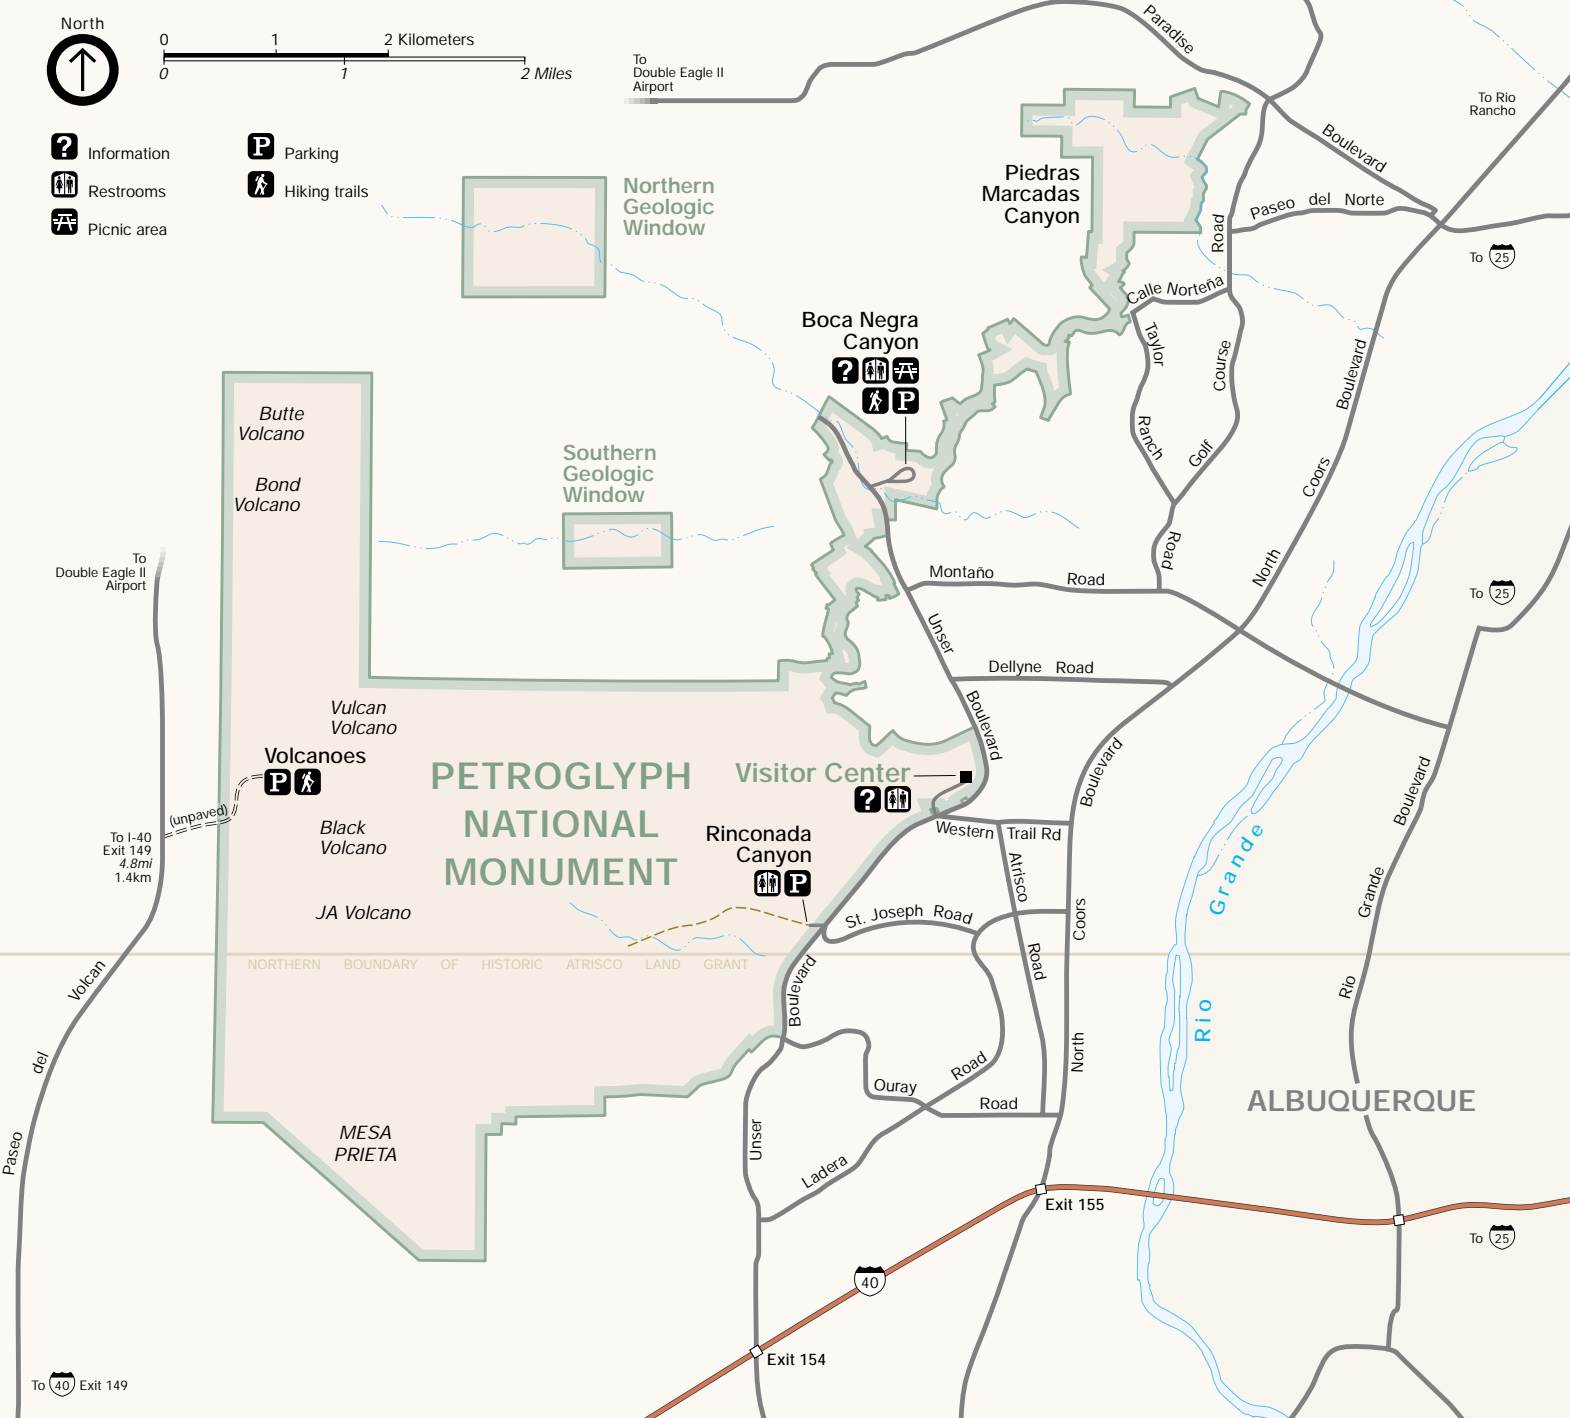 North
0 1 2 Kilometers
0 1 2 Miles
? Information
Restrooms
Picnic area
P Parking
Hiking trails
To
Double Eagle II
Airport
Paradise
Boulevard
To Rio
Rancho
Piedras
Marcadas
Canyon
Northern
Geologic
Window
Paseo del Norte
Road
To 25
Calle Norteña
Boca Negra
Canyon
?
P
Taylor
Ranch
Road
Course
Golf
Boulevard
Coors
North
Butte
Volcano
Bond
Volcano
Southern
Geologic
Window
To
Double Eagle II
Airport
Montaño Road
To 25
Unser
Boulevard
Dellyne Road
Vulcan
Volcano
Volcanoes
P
(unpaved)
To I-40
Exit 149
4.8mi
1.4km
PETROGLYPH
NATIONAL
MONUMENT
Visitor Center
?
Black
Volcano
JA Volcano
Rinconada
Canyon
P
Western Trail Rd
Atrisco
Road
Boulevard
Coors
North
St. Joseph Road
Boulevard
Grande
Rio
Rio Grande
NORTHERN BOUNDARY OF HISTORIC ATRISCO LAND GRANT
Volcan
del
Paseo
Boulevard
Unser
Ouray
Road
Ladera
Road
ALBUQUERQUE
MESA
PRIETA
Exit 155
To 25
40
Exit 154
To 40 Exit 149